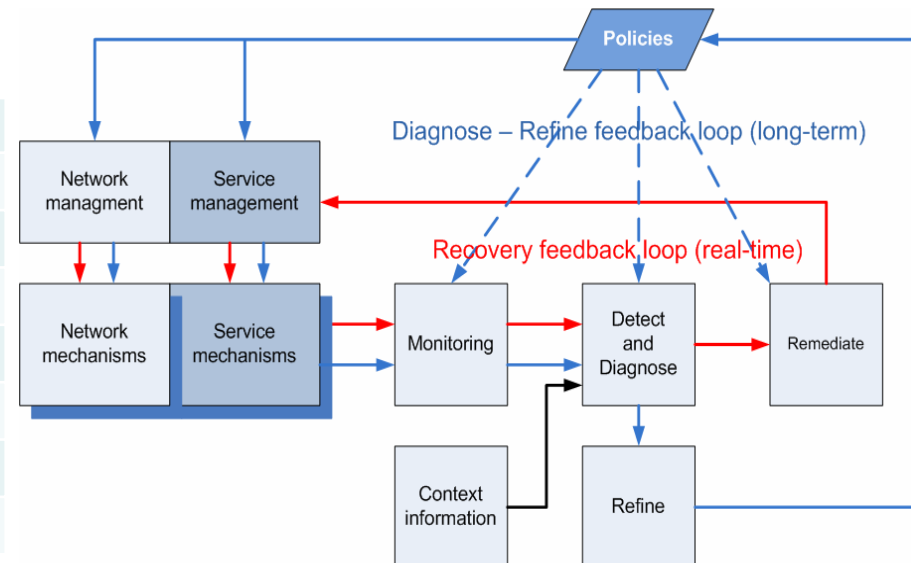 Policies
Diagnose – Refine feedback loop (long-term)
Network
managment
Service
management
Recovery feedback loop (real-time)
Network
mechanisms
Service
mechanisms
Monitoring
Detect
and
Diagnose
Remediate
Context
information
Refine